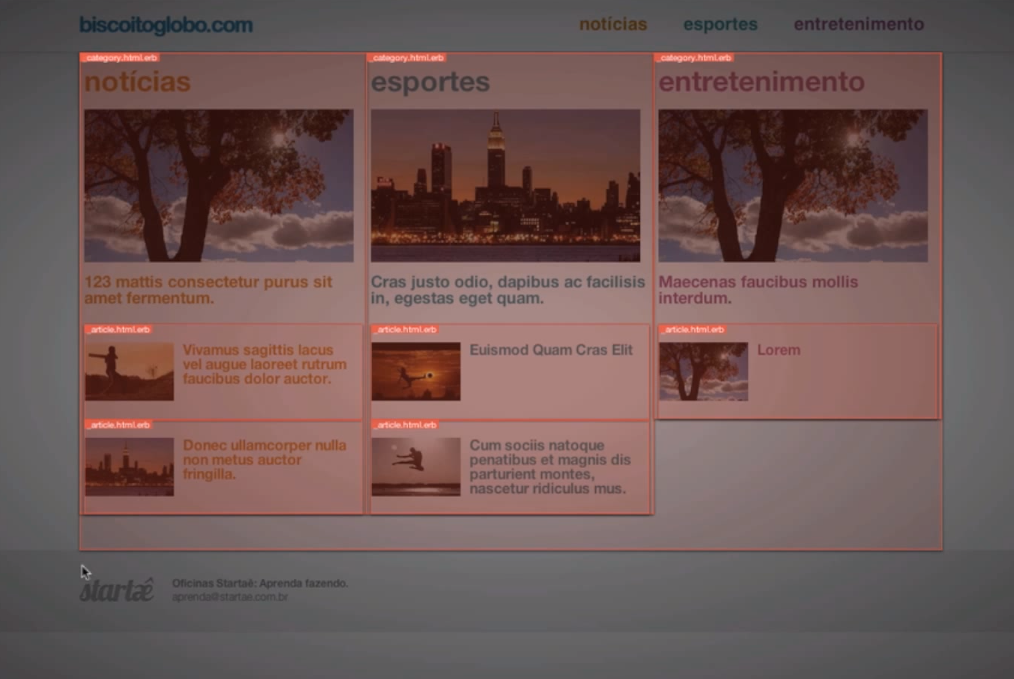 biscoitoglobo.com
notícias esportes entretenimento
_category.html.erb
notícias
123 mattis consectetur purus sit
amet fermentum.
_article.html.erb
Vivamus sagittis lacus
vel augue laoreet rutrum
faucibus dolor auctor.
_article.html.erb
Donec ullamcorper nulla
non metus auctor
fringilla.
_category.html.erb
esportes
Cras justo odio, dapibus ac facilisis
in, egestas eget quam.
_article.html.erb
Euismod Quam Cras Elit
_article.html.erb
Cum sociis natoque
penatibus et magnis dis
parturient montes,
nascetur ridiculus mus.
_category.html.erb
entretenimento
Maecenas faucibus mollis
interdum.
_article.html.erb
Lorem
startaê
Oficinas Startaê: Aprenda fazendo.
aprenda@startae.com.br